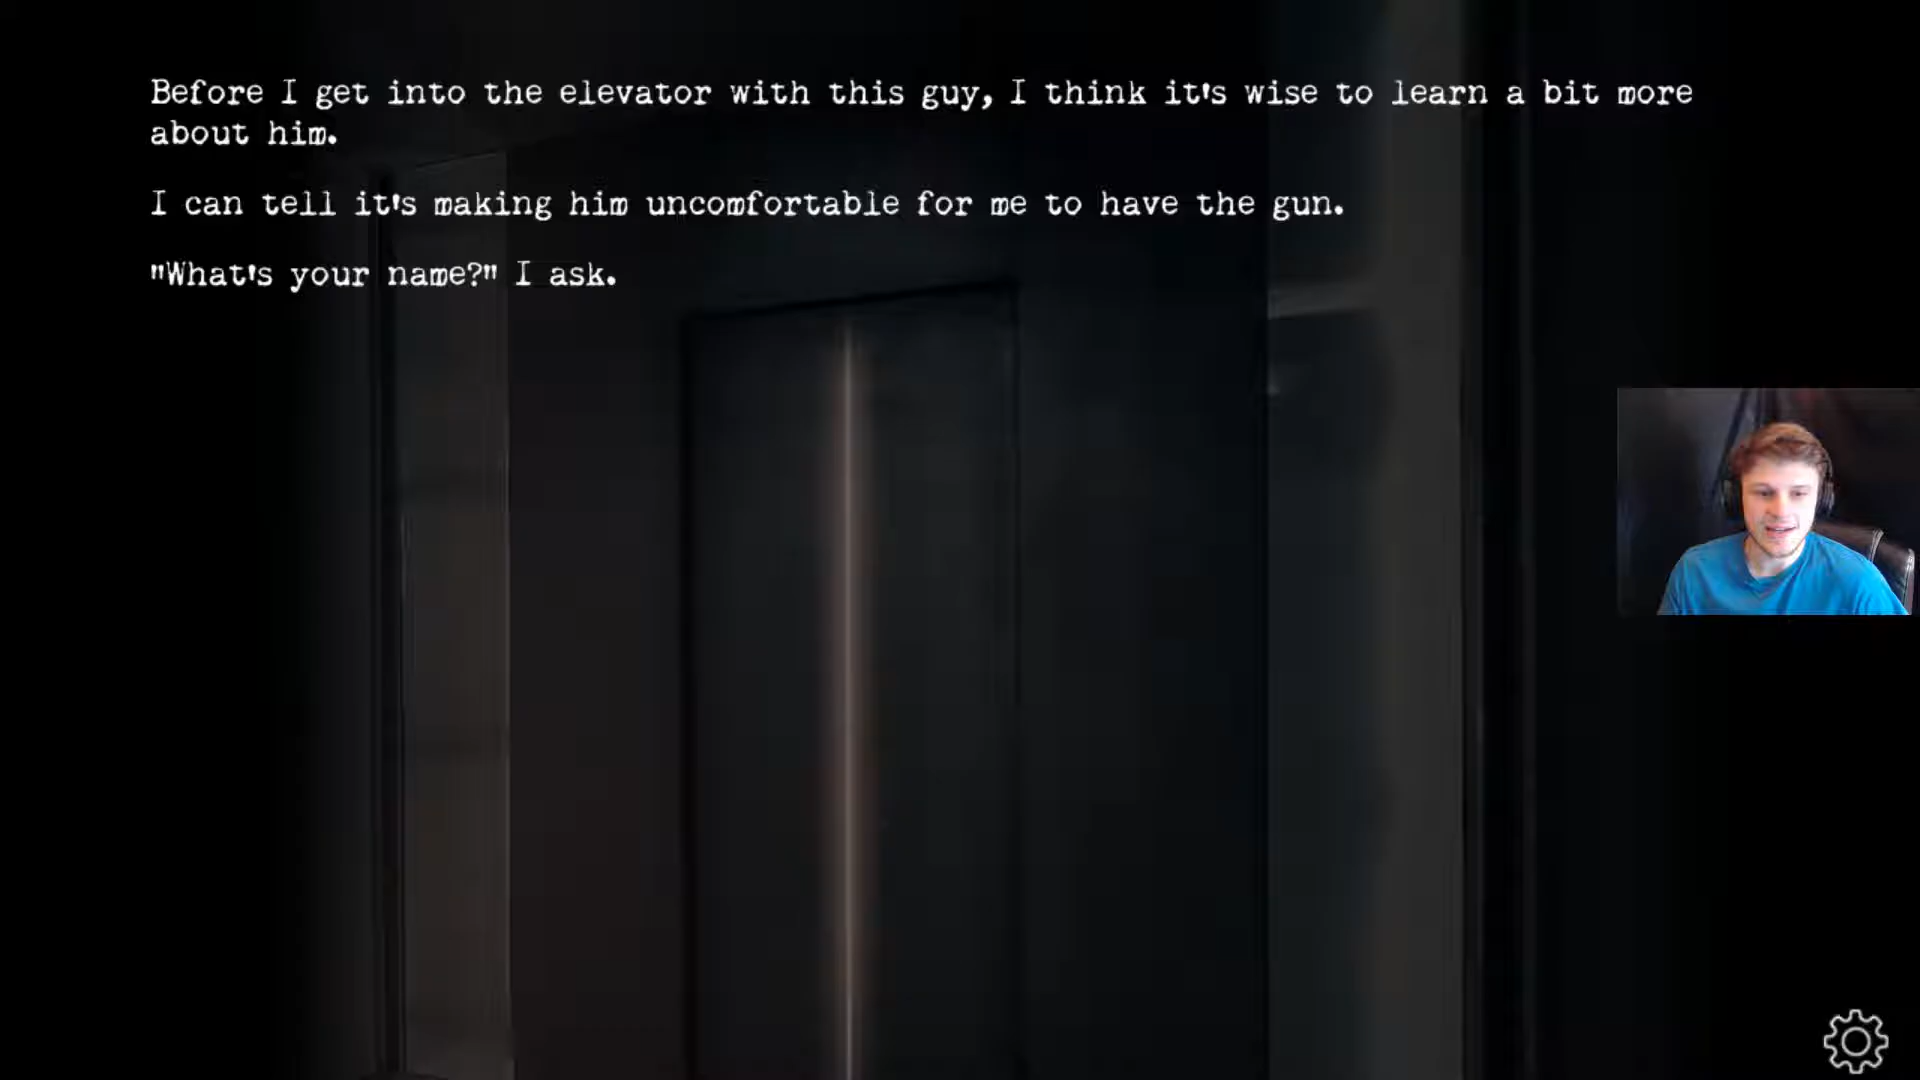 Before I get into the elevator with this guy, I think it's wise to learn a bit more
about him.
I can tell it's making him uncomfortable for me to have the gun.
"What's your name?" I ask.